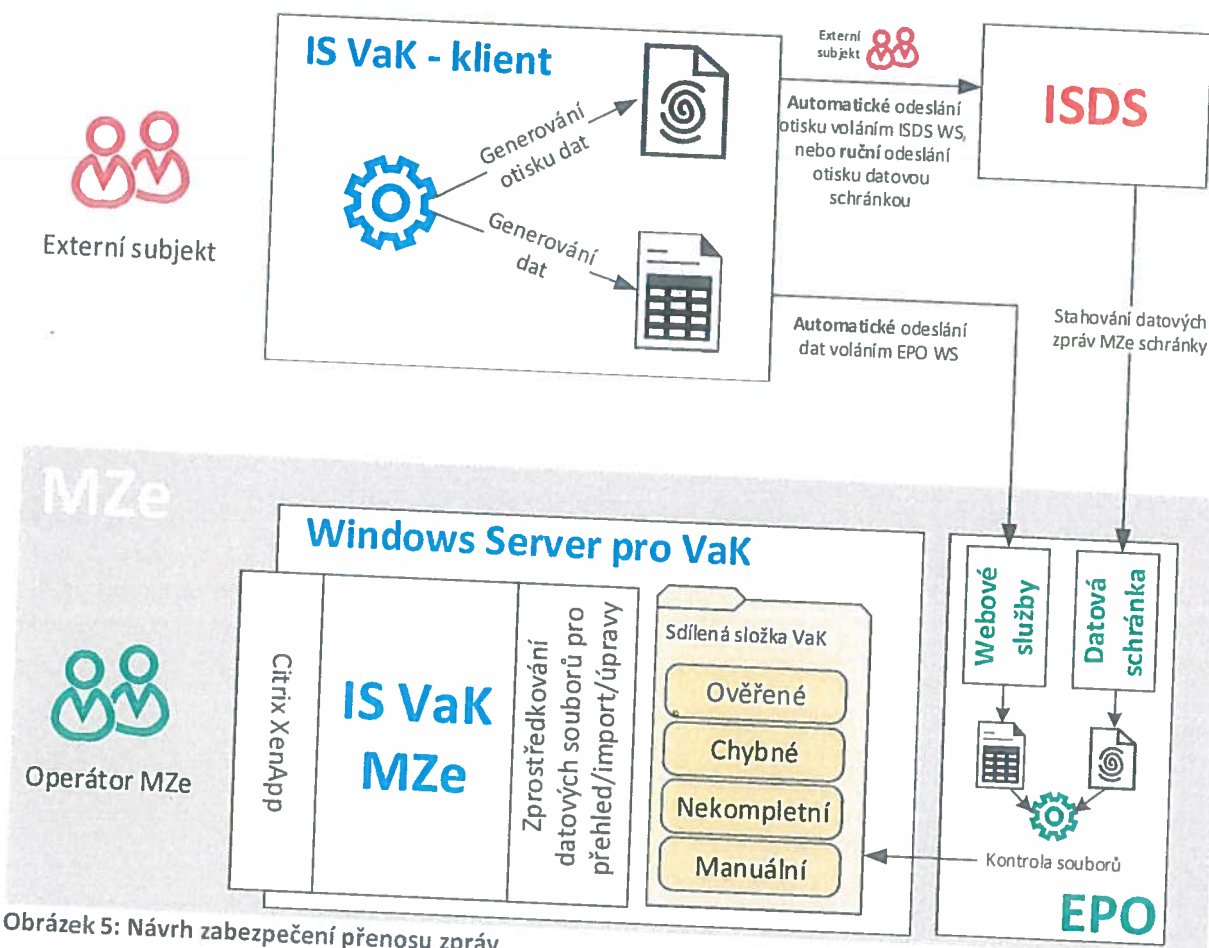 IS VaK - klient
Externí
subjekt
ISDS
Automatické odeslání
otisku voláním ISDS WS,
nebo ruční odeslání
otisku datovou
schránkou
Generování
otisku dat
Generování
dat
Externí subjekt
Automatické odeslání
dat voláním EPO WS
Stahování datových
zpráv MZe schránky
MZe
Windows Server pro VaK
Citrix XenApp
IS VaK
MZe
Zprostředkování
datových souborů pro
přehled/import/úpravy
Sdílená složka VaK
Ověřené
Chybné
Nekompletní
Manuální
Webové
služby
Datová
schránka
Operátor MZe
Kontrola souborů
EPO
Obrázek 5: Návrh zabezpečení přenosu zpráv